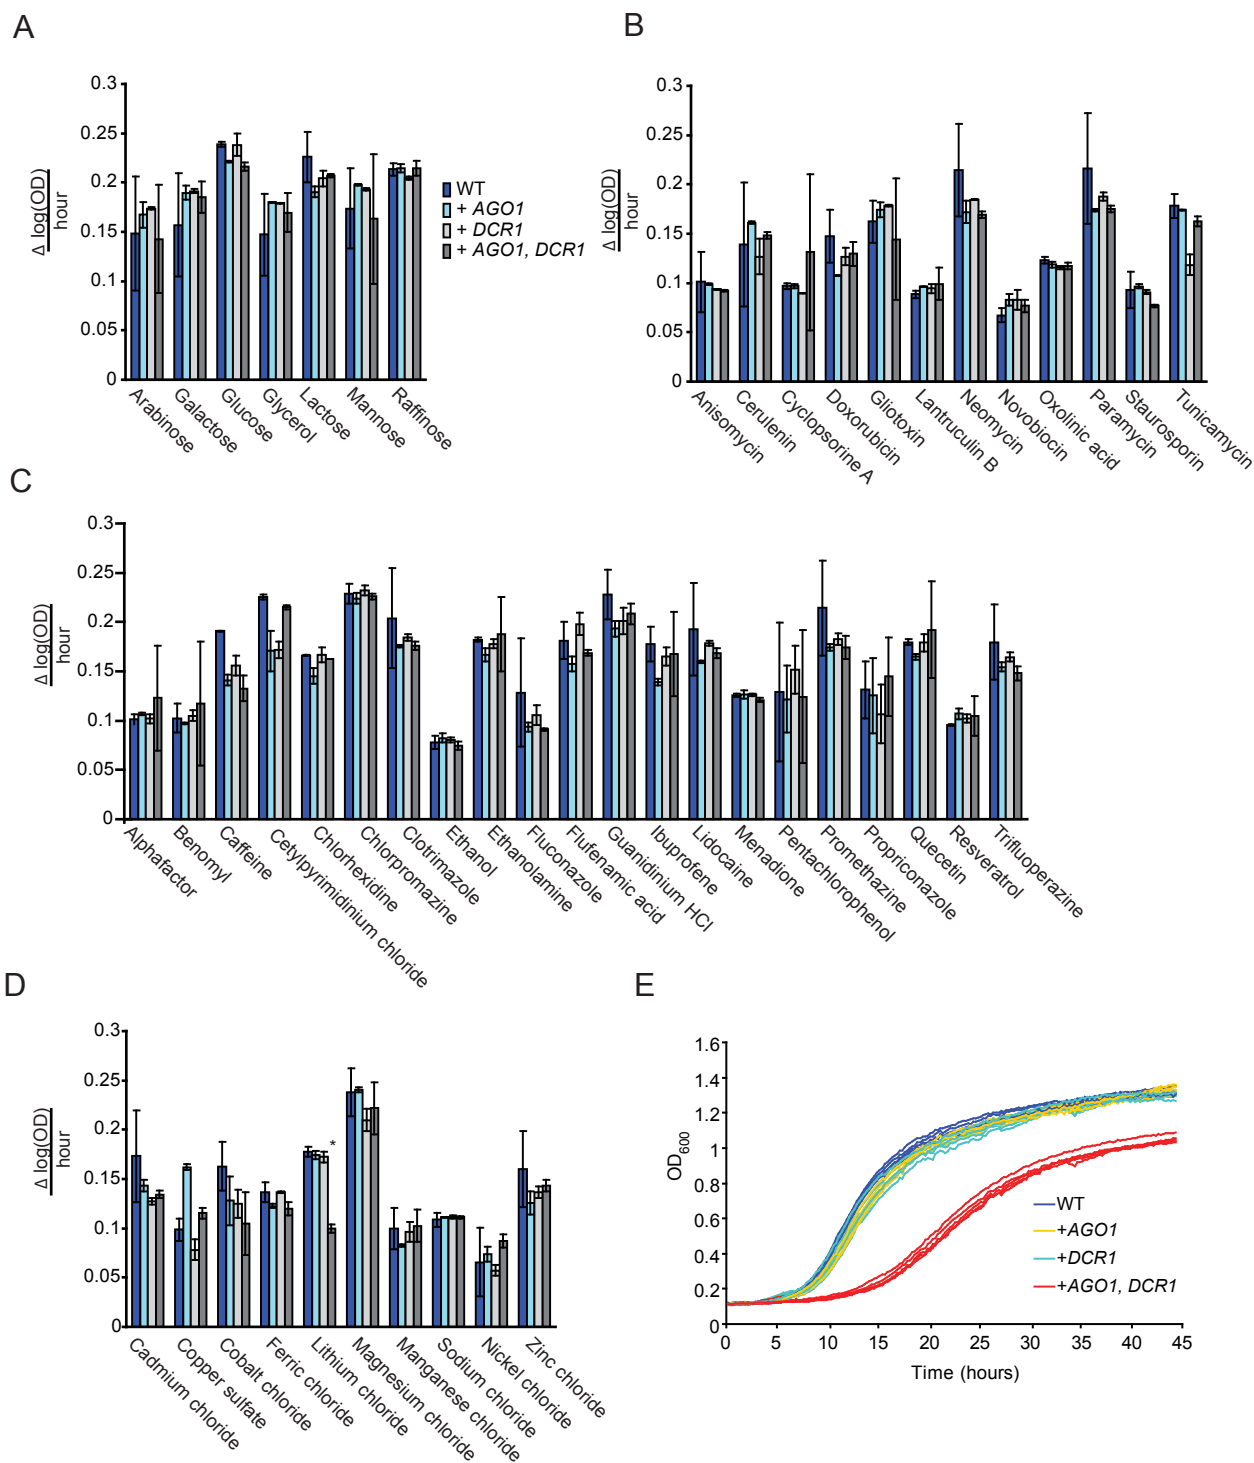 A
0.3
0.25
0.2
0.15
0.1
0.05
0
Δ log(OD)
hour
Arabinose
Galactose
Glucose
Glycerol
Lactose
Mannose
Raffinose
WT
+ AGO1
+ DCR1
+ AGO1, DCR1
B
0.3
0.25
0.2
0.15
0.1
0.05
0
Δ log(OD)
hour
Anisomycin
Cerulenin
Cyclopsorine A
Doxorubicin
Gliotoxin
Lantruculin B
Neomycin
Novobiocin
Oxolinic acid
Paramycin
Staurosporin
Tunicamycin
C
0.3
0.25
0.2
0.15
0.1
0.05
0
Δ log(OD)
hour
Alphafactor
Benomyl
Caffeine
Cetylpyrimidinium chloride
Chlorhexidine
Chlorpromazine
Clotrimazole
Ethanol
Ethanolamine
Fluconazole
Flufenamic acid
Guanidinium HCl
Ibuprofene
Lidocaine
Menadione
Pentachlorophenol
Promethazine
Propriconazole
Quecetin
Resveratrol
Trifluoperazine
D
0.3
0.25
0.2
0.15
0.1
0.05
0
Δ log(OD)
hour
*
Cadmium chloride
Copper sulfate
Cobalt chloride
Ferric chloride
Lithium chloride
Magnesium chloride
Manganese chloride
Sodium chloride
Nickel chloride
Zinc chloride
E
1.6
1.4
1.2
1
0.8
0.6
0.4
0.2
0
OD600
0 5 10 15 20 25 30 35 40 45
Time (hours)
WT
+AGO1
+DCR1
+AGO1, DCR1